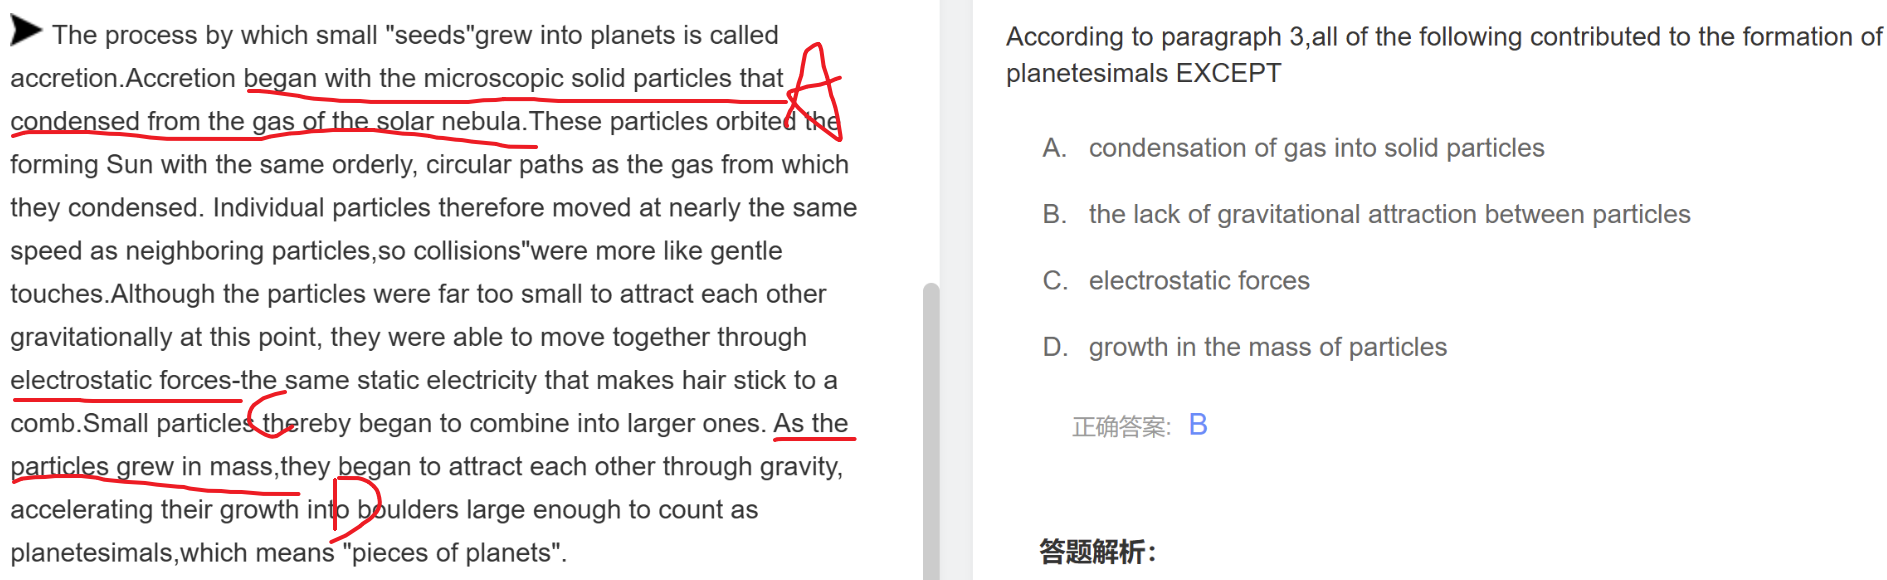 The process by which small "seeds"grew into planets is called
accretion.Accretion began with the microscopic solid particles that
condensed from the gas of the solar nebula.These particles orbited the
forming Sun with the same orderly, circular paths as the gas from which
they condensed. Individual particles therefore moved at nearly the same
speed as neighboring particles,so collisions"were more like gentle
touches.Although the particles were far too small to attract each other
gravitationally at this point, they were able to move together through
electrostatic forces-the same static electricity that makes hair stick to a
comb.Small particles thereby began to combine into larger ones. As the
particles grew in mass,they began to attract each other through gravity,
accelerating their growth into boulders large enough to count as
planetesimals,which means "pieces of planets".
A
C
D
According to paragraph 3,all of the following contributed to the formation of
planetesimals EXCEPT
A. condensation of gas into solid particles
B. the lack of gravitational attraction between particles
C. electrostatic forces
D. growth in the mass of particles
正确答案: B
答题解析：